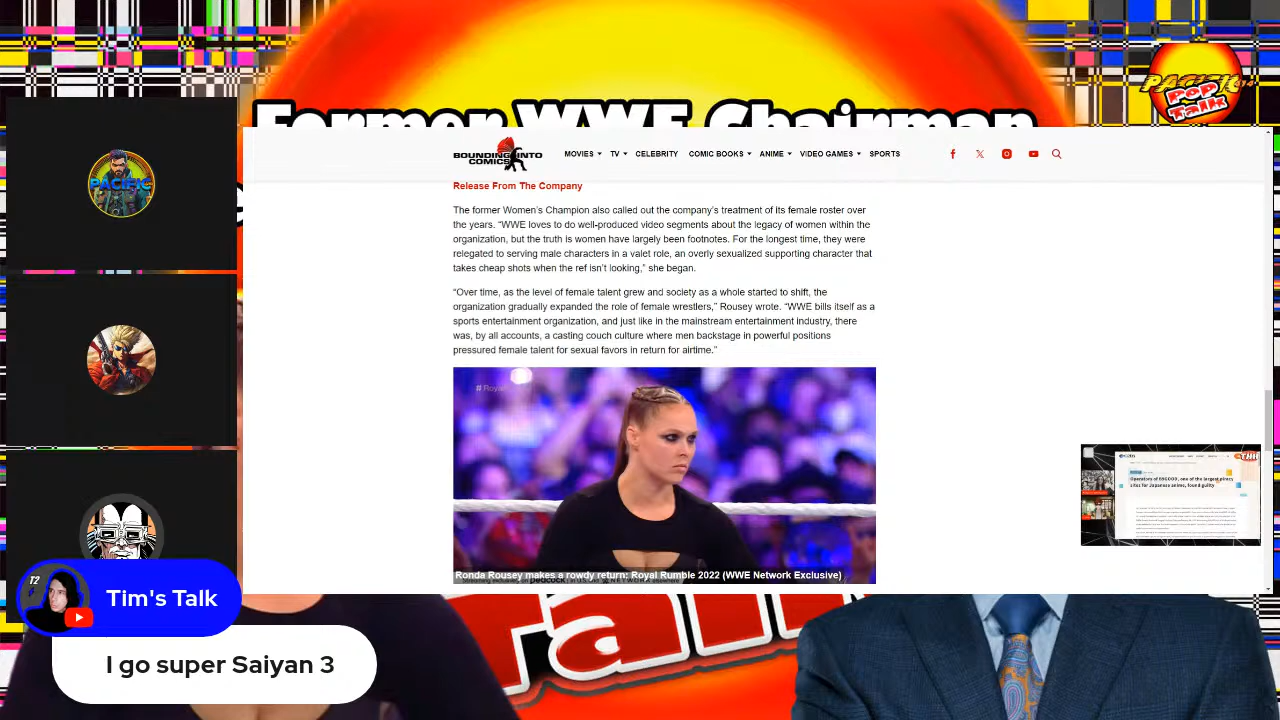 Former WWE Chairman
PACIFIC
Pop
Talk
BOUNDING INTO
COMICS
MOVIES
TV
CELEBRITY
COMIC BOOKS
ANIME
VIDEO GAMES
SPORTS
Release From The Company
The former Women's Champion also called out the company's treatment of its female roster over
the years. “WWE loves to do well-produced video segments about the legacy of women within the
organization, but the truth is women have largely been footnotes. For the longest time, they were
relegated to serving male characters in a valet role, an overly sexualized supporting character that
takes cheap shots when the ref isn't looking,” she began.
“Over time, as the level of female talent grew and society as a whole started to shift, the
organization gradually expanded the role of female wrestlers,” Rousey wrote. “WWE bills itself as a
sports entertainment organization, and just like in the mainstream entertainment industry, there
was, by all accounts, a casting couch culture where men backstage in powerful positions
pressured female talent for sexual favors in return for airtime.”
#Royal
Ronda Rousey makes a rowdy return: Royal Rumble 2022 (WWE Network Exclusive)
PACIFIC
T2
Tim's Talk
I go super Saiyan 3
Talk